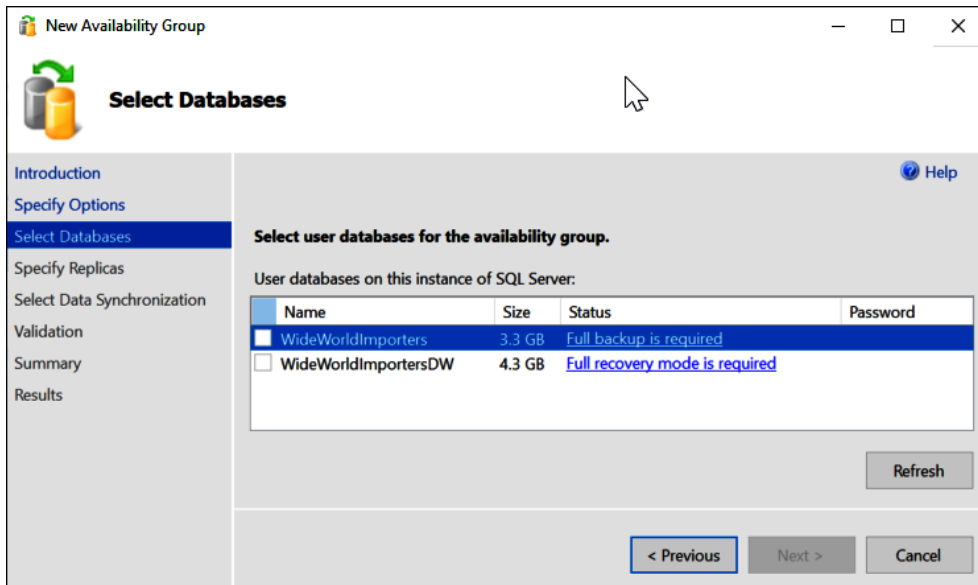 New Availability Group
Select Databases
Introduction
Help
Specify Options
Select Databases
Select user databases for the availability group.
Specify Replicas
User databases on this instance of SQL Server:
Select Data Synchronization
Name Size Status Password
Validation
WideWorldImporters 3.3 GB Full backup is required
Summary
WideWorldImportersDW 4.3 GB Full recovery mode is required
Results
Refresh
< Previous Next > Cancel